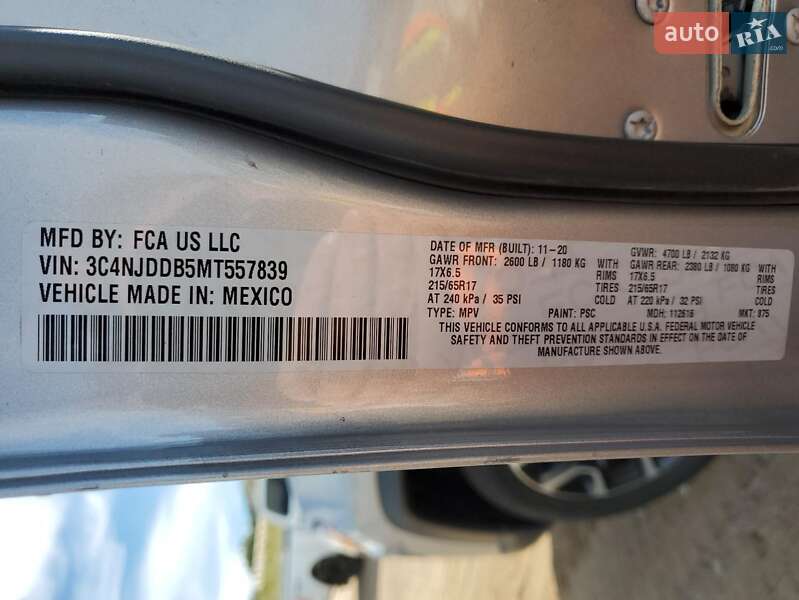 auto RIA
.com
MFD BY: FCA US LLC
VIN: 3C4NJDDB5MT557839
VEHICLE MADE IN: MEXICO
DATE OF MFR (BUILT): 11-20 GVWR: 4700 LB / 2132 KG
GAWR FRONT: 2600 LB / 1180 KG GAWR REAR: 2380 LB / 1080 KG
17X6.5 RIMS 17X6.5 RIMS
215/65R17 TIRES 215/65R17 TIRES
AT 240 kPa / 35 PSI COLD AT 220 kPa / 32 PSI COLD
TYPE: MPV PAINT: PSC MDH: 112616 MKT: 875
THIS VEHICLE CONFORMS TO ALL APPLICABLE U.S.A. FEDERAL MOTOR VEHICLE
SAFETY AND THEFT PREVENTION STANDARDS IN EFFECT ON THE DATE OF
MANUFACTURE SHOWN ABOVE.